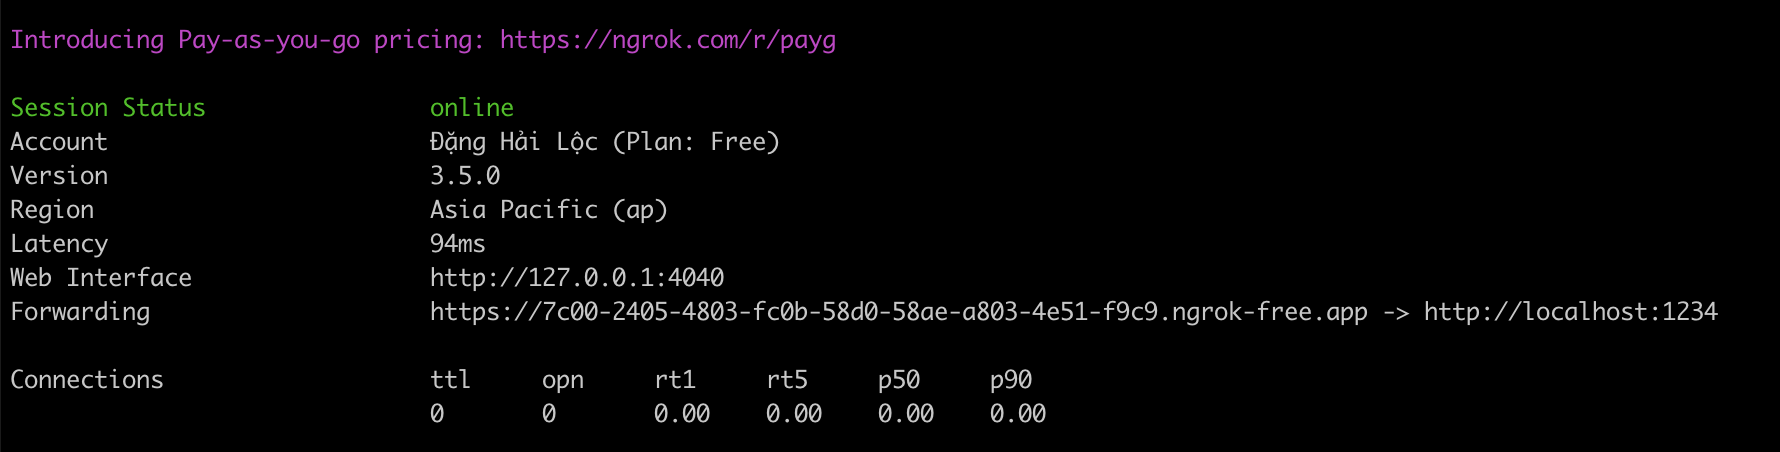 Introducing Pay-as-you-go pricing: https://ngrok.com/r/payg
Session Status online
Account Đặng Hải Lộc (Plan: Free)
Version 3.5.0
Region Asia Pacific (ap)
Latency 94ms
Web Interface http://127.0.0.1:4040
Forwarding https://7c00-2405-4803-fc0b-58d0-58ae-a803-4e51-f9c9.ngrok-free.app -> http://localhost:1234
Connections ttl opn rt1 rt5 p50 p90
0 0 0.00 0.00 0.00 0.00